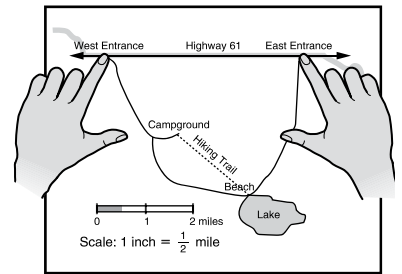 West Entrance Highway 61 East Entrance
Campground
Hiking Trail
Beach
Lake
0 1 2 miles
Scale: 1 inch = 1/2 mile